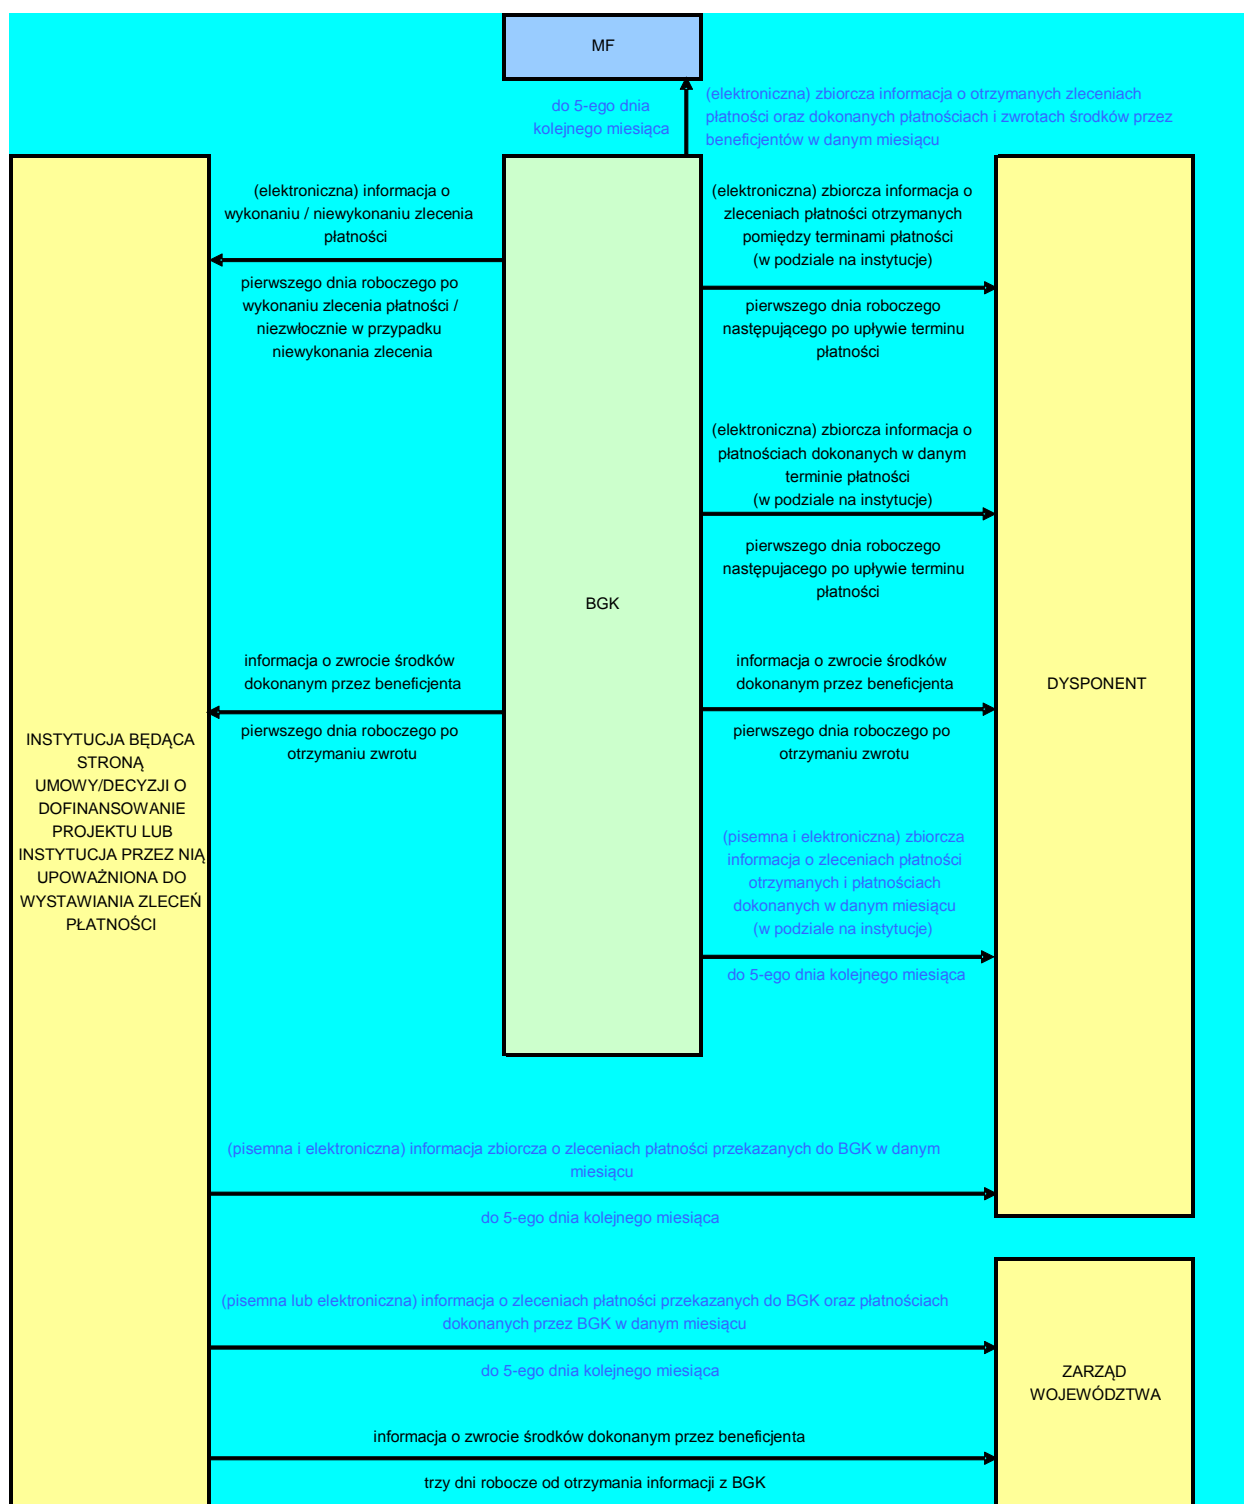 MF
do 5-ego dnia
kolejnego miesiąca
(elektroniczna) zbiorcza informacja o otrzymanych zleceniach
płatności oraz dokonanych płatnościach i zwrotach środków przez
beneficjentów w danym miesiącu
(elektroniczna) informacja o
wykonaniu / niewykonaniu zlecenia
płatności
pierwszego dnia roboczego po
wykonaniu zlecenia płatności /
niezwłocznie w przypadku
niewykonania zlecenia
(elektroniczna) zbiorcza informacja o
zleceniach płatności otrzymanych
pomiędzy terminami płatności
(w podziale na instytucje)
pierwszego dnia roboczego
następującego po upływie terminu
płatności
(elektroniczna) zbiorcza informacja o
płatnościach dokonanych w danym
terminie płatności
(w podziale na instytucje)
pierwszego dnia roboczego
następujacego po upływie terminu
płatności
BGK
informacja o zwrocie środków
dokonanym przez beneficjenta
pierwszego dnia roboczego po
otrzymaniu zwrotu
informacja o zwrocie środków
dokonanym przez beneficjenta
pierwszego dnia roboczego po
otrzymaniu zwrotu
DYSPONENT
INSTYTUCJA BĘDĄCA
STRONĄ
UMOWY/DECYZJI O
DOFINANSOWANIE
PROJEKTU LUB
INSTYTUCJA PRZEZ NIĄ
UPOWAŻNIONA DO
WYSTAWIANIA ZLECEŃ
PŁATNOŚCI
(pisemna i elektroniczna) zbiorcza
informacja o zleceniach płatności
otrzymanych i płatnościach
dokonanych w danym miesiącu
(w podziale na instytucje)
do 5-ego dnia kolejnego miesiąca
(pisemna i elektroniczna) informacja zbiorcza o zleceniach płatności przekazanych do BGK w danym
miesiącu
do 5-ego dnia kolejnego miesiąca
(pisemna lub elektroniczna) informacja o zleceniach płatności przekazanych do BGK oraz płatnościach
dokonanych przez BGK w danym miesiącu
do 5-ego dnia kolejnego miesiąca
ZARZĄD
WOJEWÓDZTWA
informacja o zwrocie środków dokonanym przez beneficjenta
trzy dni robocze od otrzymania informacji z BGK